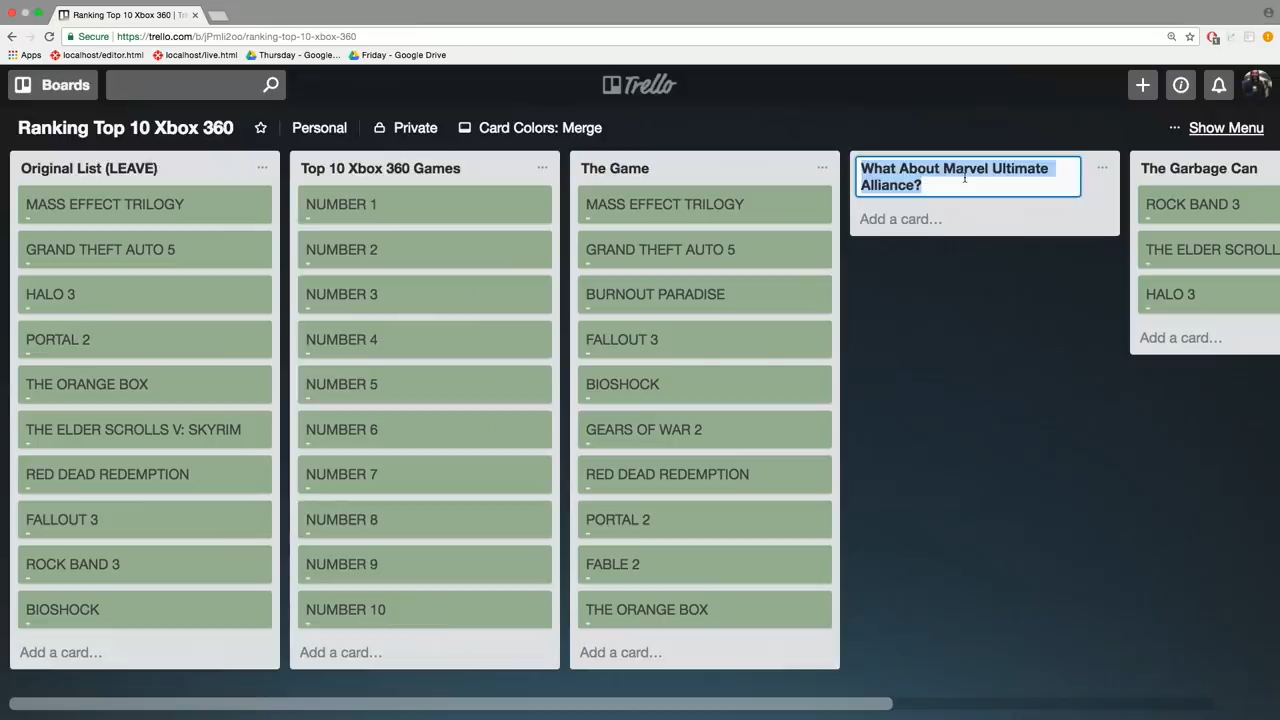 Ranking Top 10 Xbox 360 | Tr
Secure | https://trello.com/b/jPmli2oo/ranking-top-10-xbox-360
Apps localhost/editor.html localhost/live.html Thursday - Google... Friday - Google Drive
Boards Trello
Ranking Top 10 Xbox 360 Personal Private Card Colors: Merge ... Show Menu
Original List (LEAVE)
MASS EFFECT TRILOGY
GRAND THEFT AUTO 5
HALO 3
PORTAL 2
THE ORANGE BOX
THE ELDER SCROLLS V: SKYRIM
RED DEAD REDEMPTION
FALLOUT 3
ROCK BAND 3
BIOSHOCK
Add a card...
Top 10 Xbox 360 Games
NUMBER 1
NUMBER 2
NUMBER 3
NUMBER 4
NUMBER 5
NUMBER 6
NUMBER 7
NUMBER 8
NUMBER 9
NUMBER 10
Add a card...
The Game
MASS EFFECT TRILOGY
GRAND THEFT AUTO 5
BURNOUT PARADISE
FALLOUT 3
BIOSHOCK
GEARS OF WAR 2
RED DEAD REDEMPTION
PORTAL 2
FABLE 2
THE ORANGE BOX
Add a card...
What About Marvel Ultimate
Alliance?
Add a card...
The Garbage Can
ROCK BAND 3
THE ELDER SCROLL
HALO 3
Add a card...